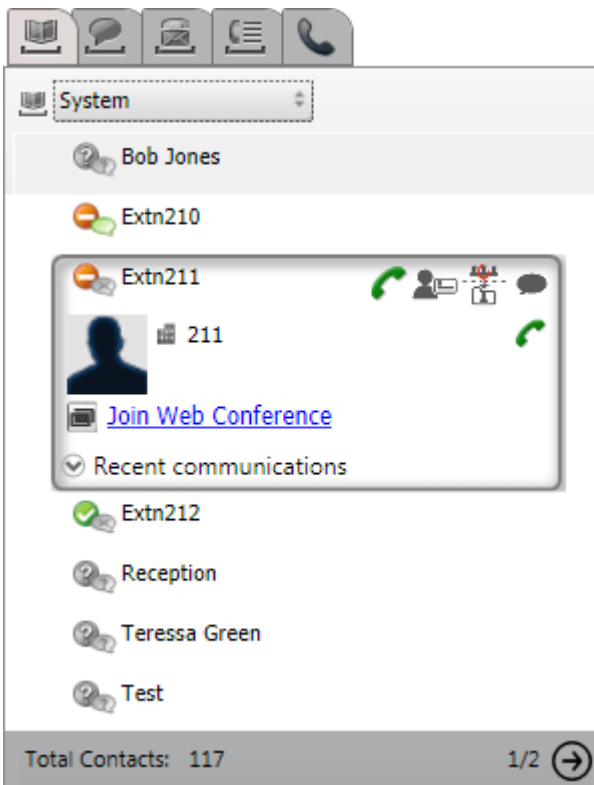 System
Bob Jones
Extn210
Extn211
211
Join Web Conference
Recent communications
Extn212
Reception
Teressa Green
Test
Total Contacts: 117 1/2